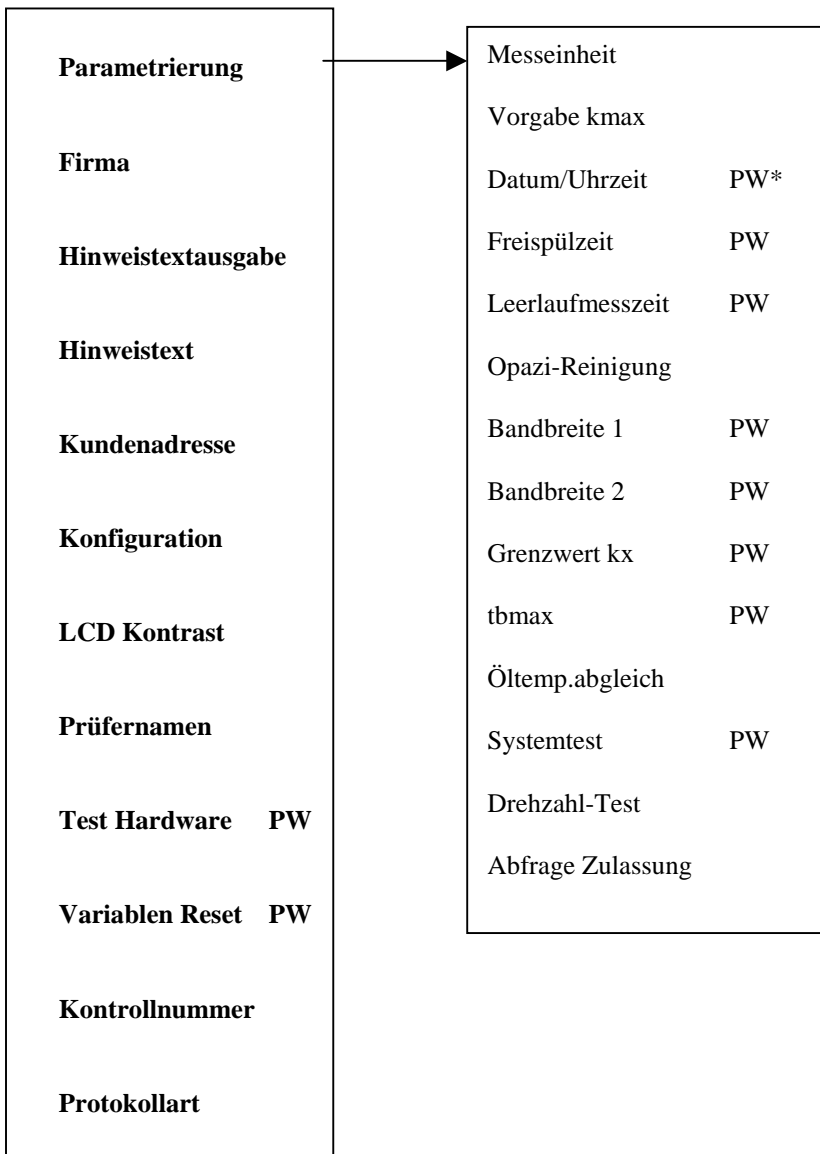 Parametrierung
Firma
Hinweistextausgabe
Hinweistext
Kundenadresse
Konfiguration
LCD Kontrast
Prüfernamen
Test Hardware PW
Variablen Reset PW
Kontrollnummer
Protokollart
Messeinheit
Vorgabe kmax
Datum/Uhrzeit PW*
Freispülzeit PW
Leerlaufmesszeit PW
Opazi-Reinigung
Bandbreite 1 PW
Bandbreite 2 PW
Grenzwert kx PW
tbmax PW
Öltemp.abgleich
Systemtest PW
Drehzahl-Test
Abfrage Zulassung